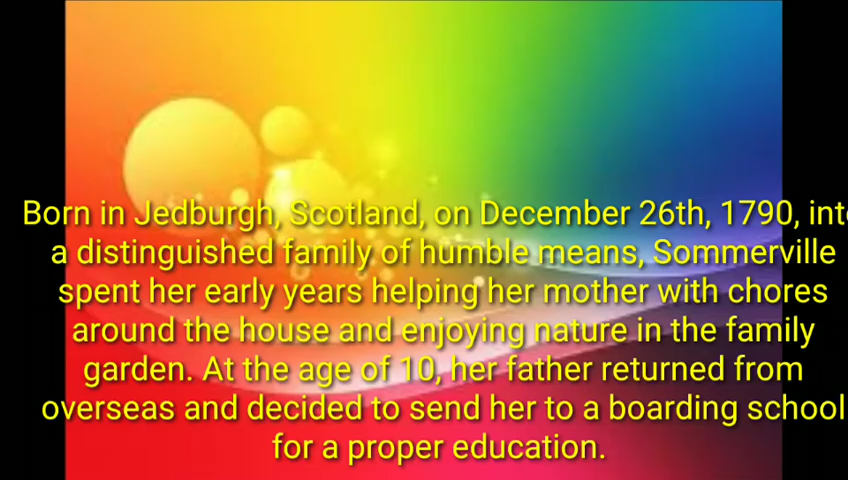 Born in Jedburgh, Scotland, on December 26th, 1790, into
a distinguished family of humble means, Sommerville
spent her early years helping her mother with chores
around the house and enjoying nature in the family
garden. At the age of 10, her father returned from
overseas and decided to send her to a boarding school
for a proper education.